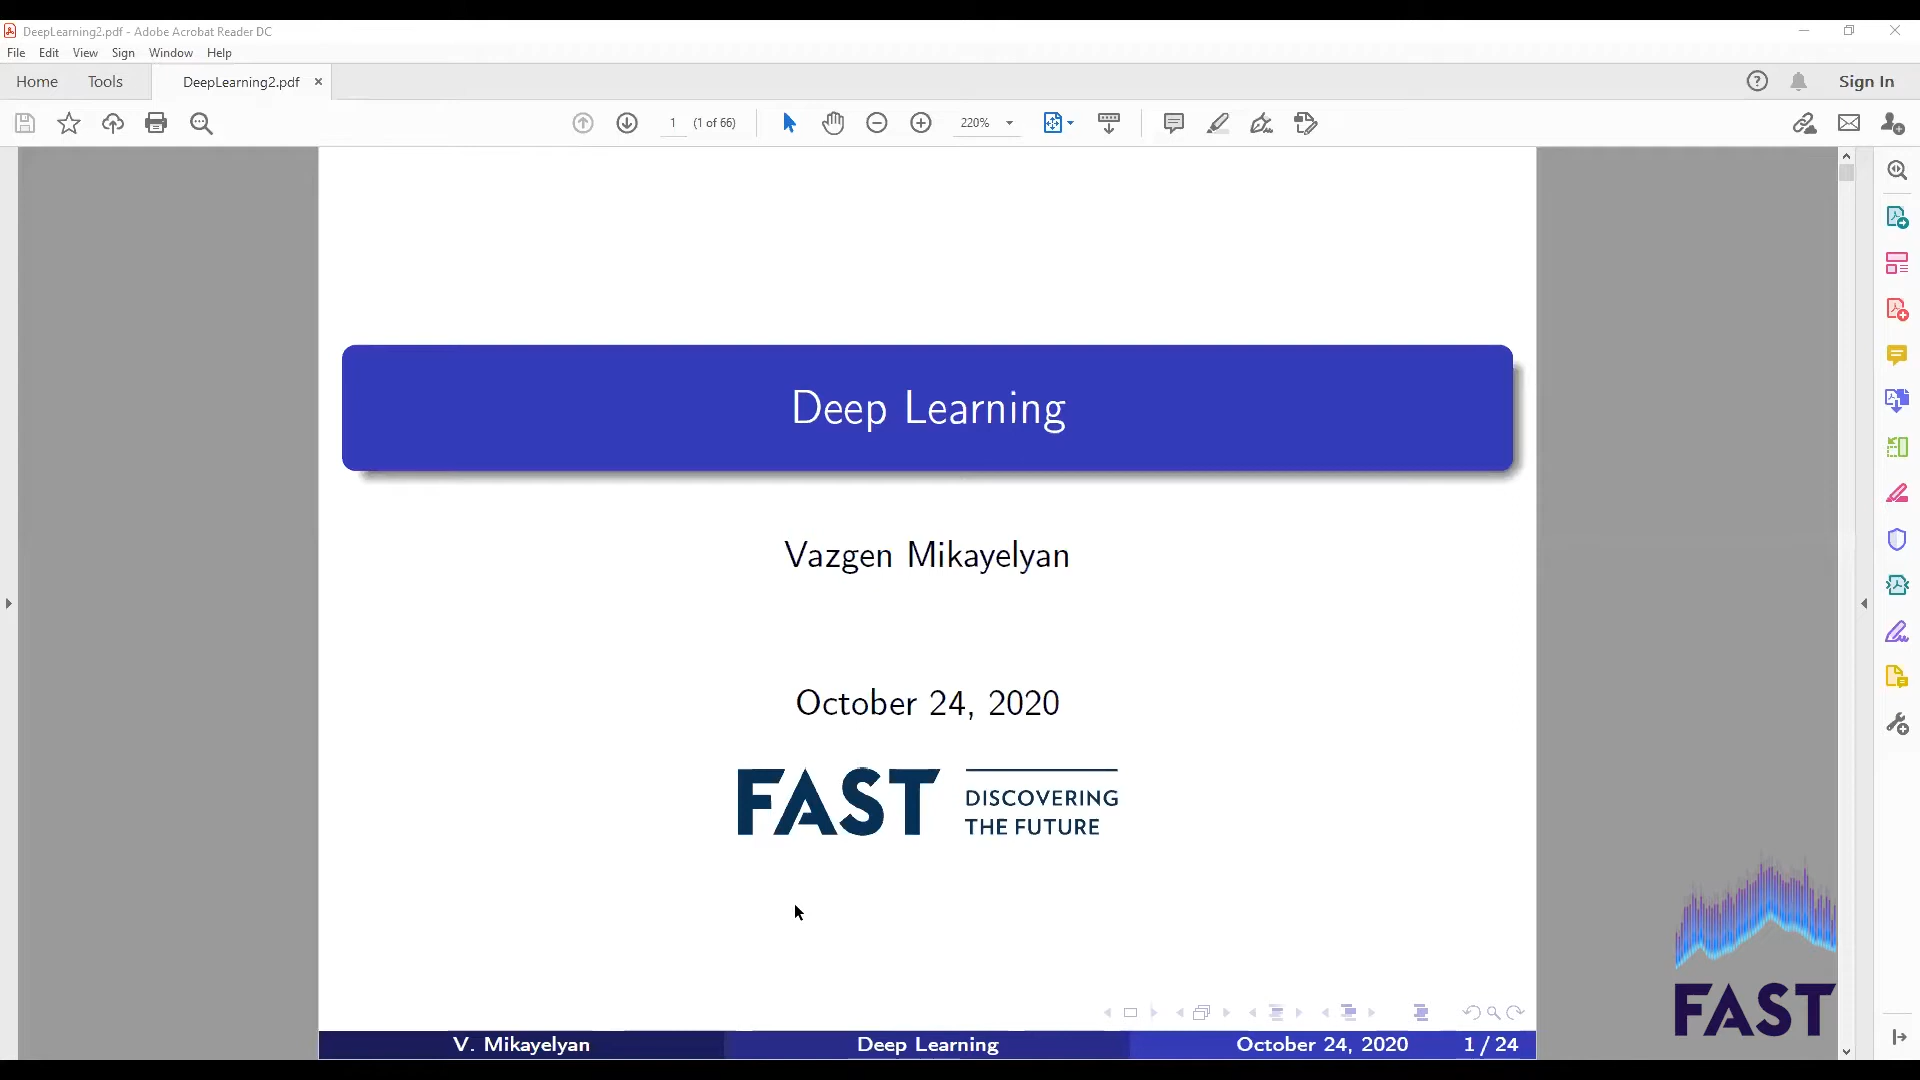 DeepLearning2.pdf - Adobe Acrobat Reader DC
File Edit View Sign Window Help
Home Tools DeepLearning2.pdf × Sign In
1 (1 of 66) 220%
Deep Learning
Vazgen Mikayelyan
October 24, 2020
FAST DISCOVERING
THE FUTURE
FAST
V. Mikayelyan Deep Learning October 24, 2020 1 / 24